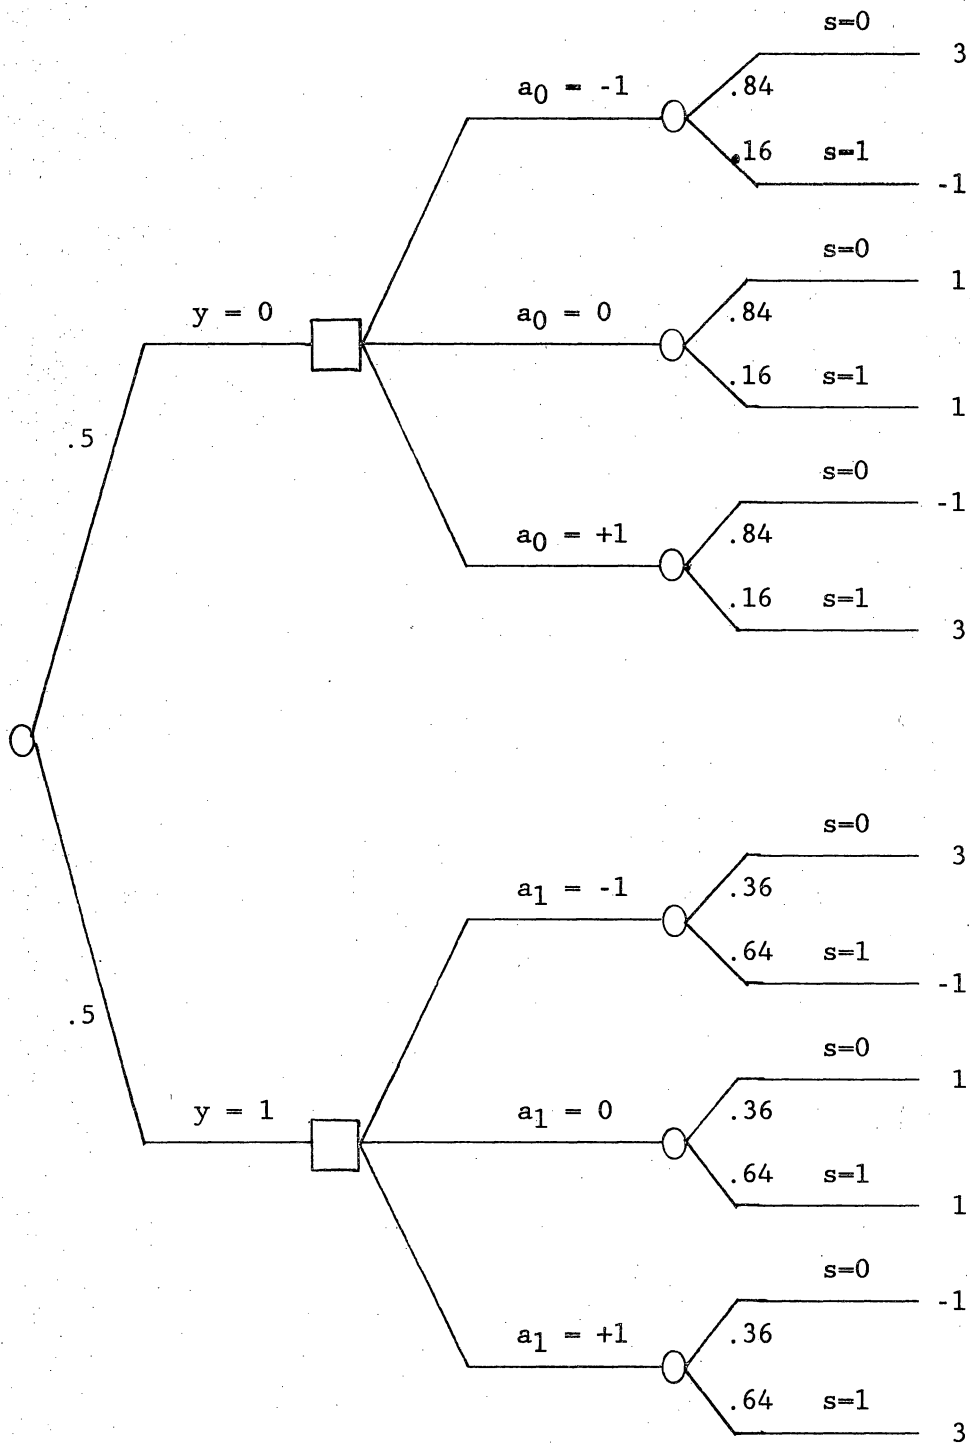 s=0
3
a0 = -1
.84
.16 s=1
-1
s=0
1
y = 0
a0 = 0
.84
.16 s=1
1
.5
s=0
-1
a0 = +1
.84
.16 s=1
3
s=0
3
a1 = -1
.36
.64 s=1
-1
.5
s=0
1
y = 1
a1 = 0
.36
.64 s=1
1
s=0
-1
a1 = +1
.36
.64 s=1
3